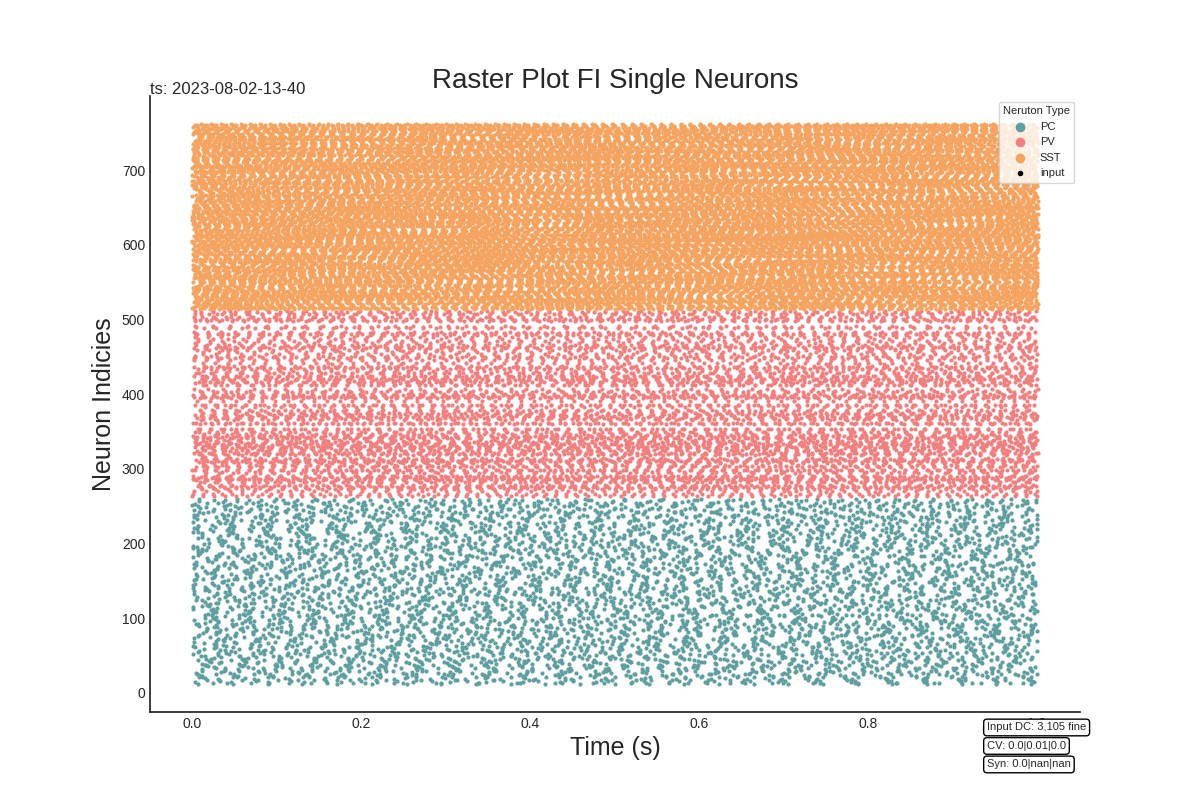 Raster Plot FI Single Neurons
ts: 2023-08-02-13-40
Neruton Type
PC
PV
SST
input
Neuron Indicies
700
600
500
400
300
200
100
0
0.0
0.2
0.4
0.6
0.8
Time (s)
Input DC: 3,105 fine
CV: 0.0|0.01|0.0
Syn: 0.0|nan|nan